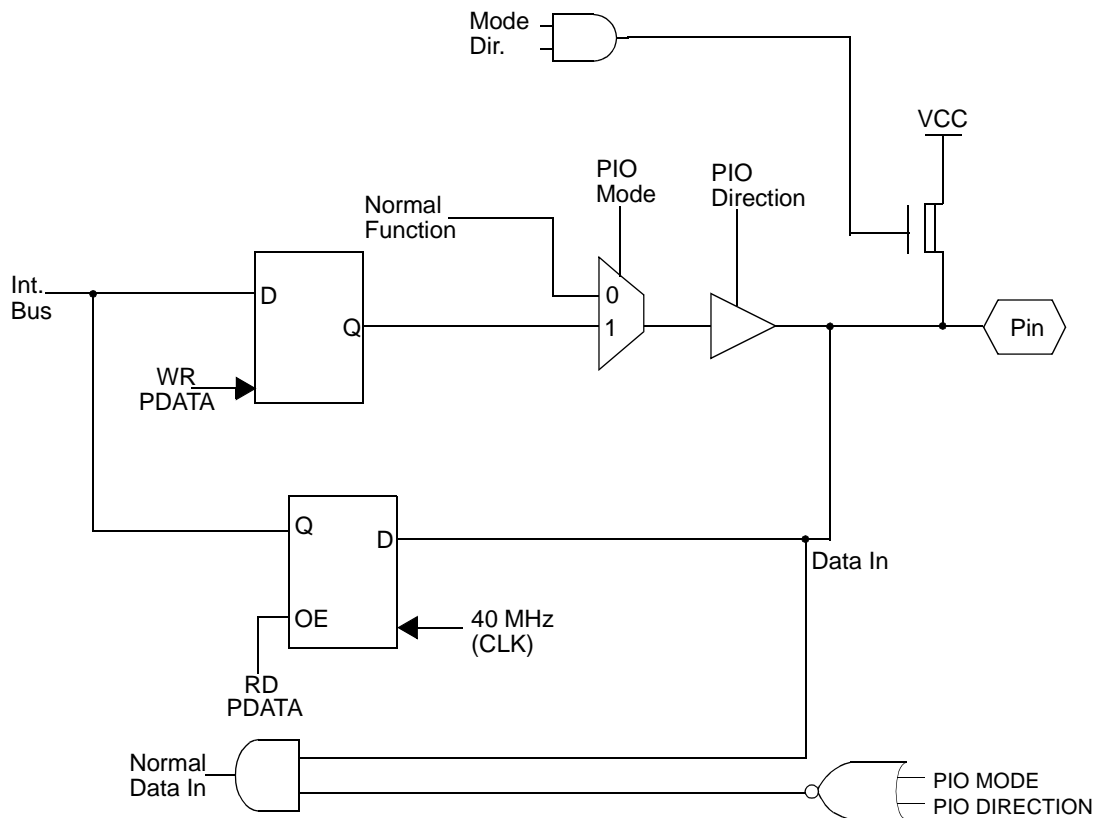 Mode
Dir.
VCC
PIO
Mode
PIO
Direction
Normal
Function
Int.
Bus
D
Q
0
1
Pin
WR
PDATA
Q
D
Data In
OE
40 MHz
(CLK)
RD
PDATA
Normal
Data In
PIO MODE
PIO DIRECTION